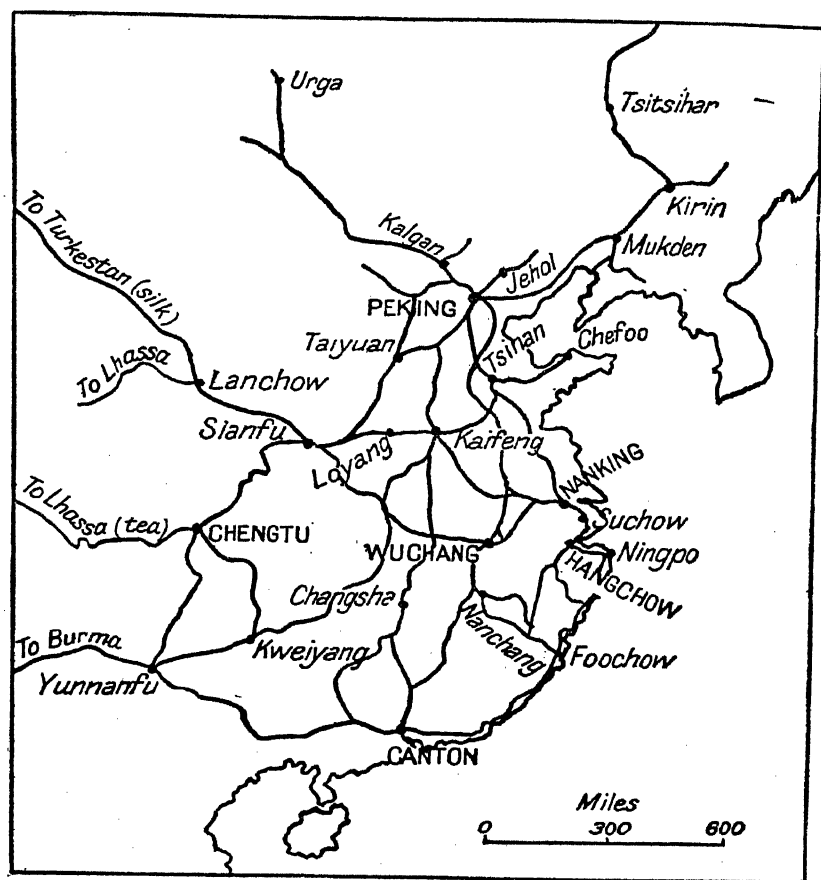 Urga
Tsitsihar
Kirin
Mukden
Kalgan
Jehol
To Turkestan (silk)
PEKING
Taiyuan
Tsinan
Chefoo
To Lhassa
Lanchow
Sianfu
Loyang
Kaifeng
NANKING
To Lhassa (tea)
CHENGTU
Suchow
WUCHANG
Ningpo
HANGCHOW
Changsha
Nanchang
To Burma
Kweiyang
Foochow
Yunnanfu
CANTON
Miles
0 300 600